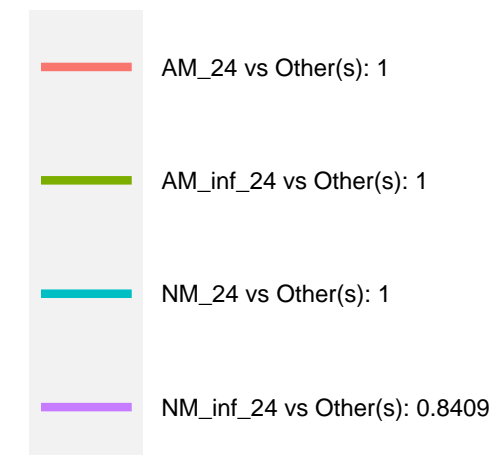 AM_24 vs Other(s): 1
AM_inf_24 vs Other(s): 1
NM_24 vs Other(s): 1
NM_inf_24 vs Other(s): 0.8409